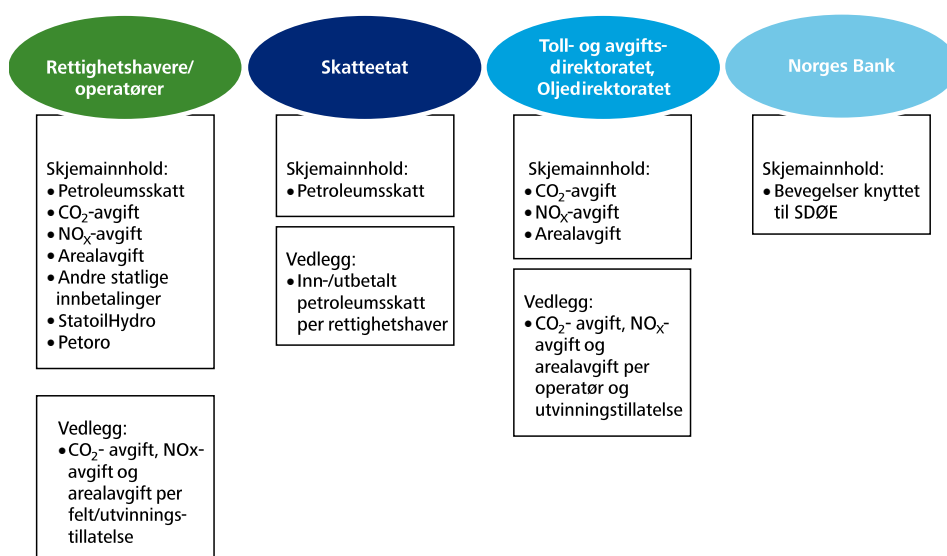 Rettighetshavere/
operatører
Skjemainnhold:
• Petroleumsskatt
• CO₂-avgift
• NOX-avgift
• Arealavgift
• Andre statlige
innbetalinger
• StatoilHydro
• Petoro
Vedlegg:
• CO₂- avgift, NOx-
avgift og
arealavgift per
felt/utvinnings-
tillatelse
Skatteetat
Skjemainnhold:
• Petroleumsskatt
Vedlegg:
• Inn-/utbetalt
petroleumsskatt
per rettighetshaver
Toll- og avgifts-
direktoratet,
Oljedirektoratet
Skjemainnhold:
• CO₂-avgift
• NOX-avgift
• Arealavgift
Vedlegg:
• CO₂- avgift, NOX-
avgift og
arealavgift per
operatør og
utvinningstillatelse
Norges Bank
Skjemainnhold:
• Bevegelser knyttet
til SDØE